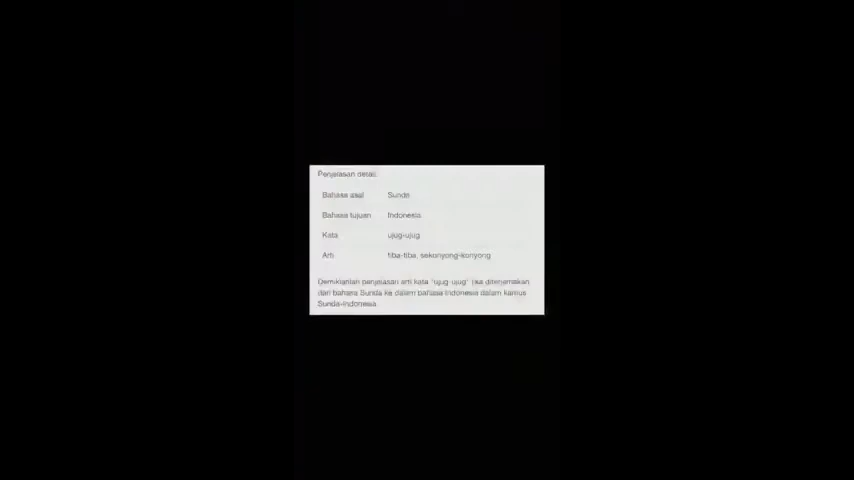 Penjelasan detail:
Bahasa asal Sunda
Bahasa tujuan Indonesia
Kata ujug-ujug
Arti tiba-tiba, sekonyong-konyong
Demikianlah penjelasan arti kata "ujug-ujug" jika diterjemahkan
dari bahasa Sunda ke dalam bahasa Indonesia dalam kamus
Sunda-Indonesia.